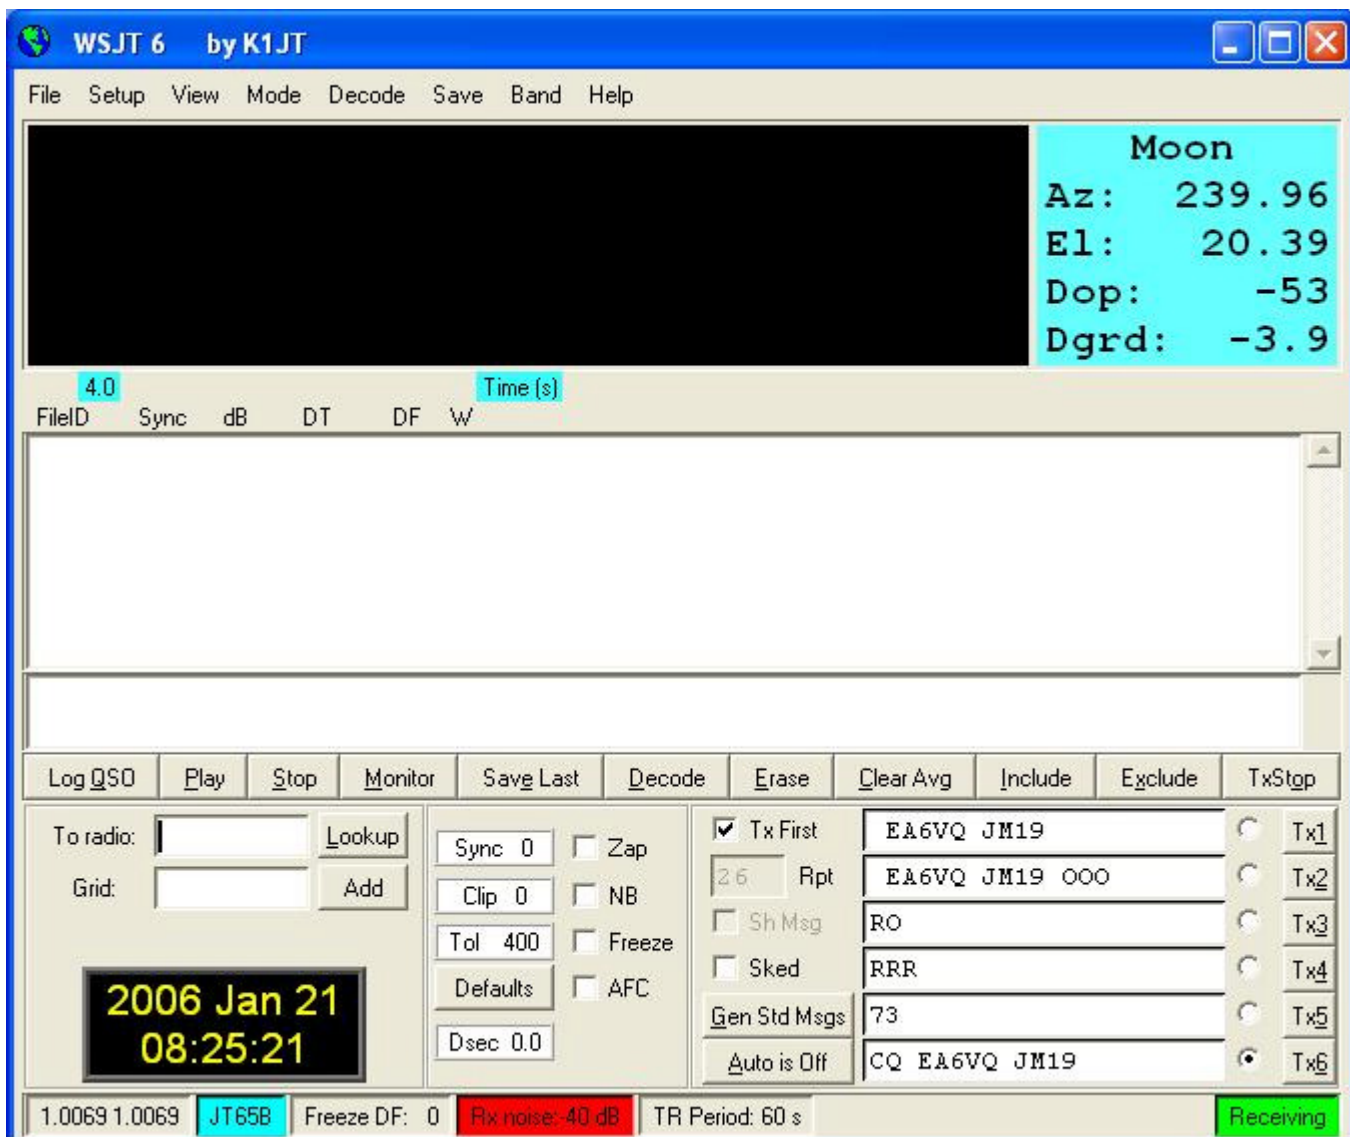 WSJT 6 by K1JT
File Setup View Mode Decode Save Band Help
Moon
Az: 239.96
El: 20.39
Dop: -53
Dgrd: -3.9
4.0 Time (s)
FileID Sync dB DT DF W
Log QSO Play Stop Monitor Save Last Decode Erase Clear Avg Include Exclude TxStop
To radio: Lookup
Grid: Add
2006 Jan 21
08:25:21
Sync 0 Zap
Clip 0 NB
Tol 400 Freeze
Defaults AFC
Dsec 0.0
Tx First EA6VQ JM19 Tx1
26 Rpt EA6VQ JM19 OOO Tx2
Sh Msg RO Tx3
Sked RRR Tx4
Gen Std Msgs 73 Tx5
Auto is Off CQ EA6VQ JM19 Tx6
1.0069 1.0069 JT65B Freeze DF: 0 Rx noise:-40 dB TR Period: 60 s Receiving